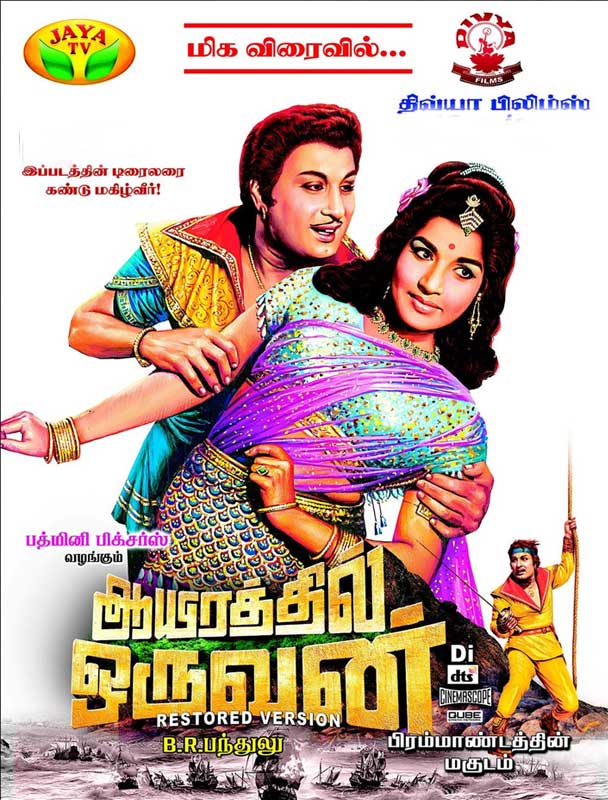 JAYA
TV
மிக விரைவில்...
DIVYA
FILMS
திவ்யா பிலிம்ஸ்
இப்படத்தின் டிரைலரை
கண்டு மகிழ்வீர்!
பத்மினி பிக்சர்ஸ்
வழங்கும்
ஆயிரத்தில்
ஒருவன்
RESTORED VERSION
B.R.பந்துலு
Di
dts
CINEMASCOPE
QUBE
பிரம்மாண்டத்தின்
மகுடம்